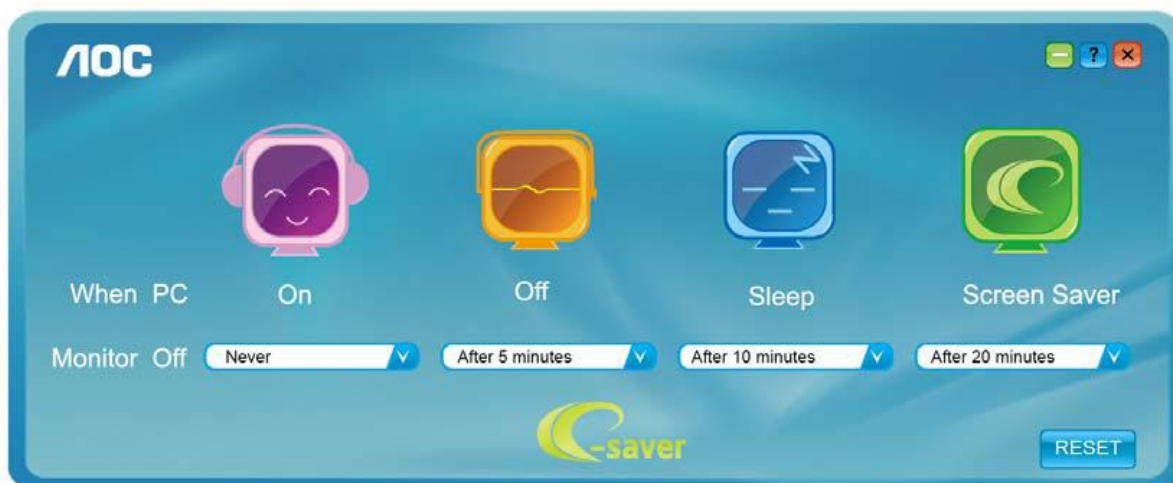 AOC
?
When PC On Off Sleep Screen Saver
Monitor Off Never After 5 minutes After 10 minutes After 20 minutes
e-saver
RESET